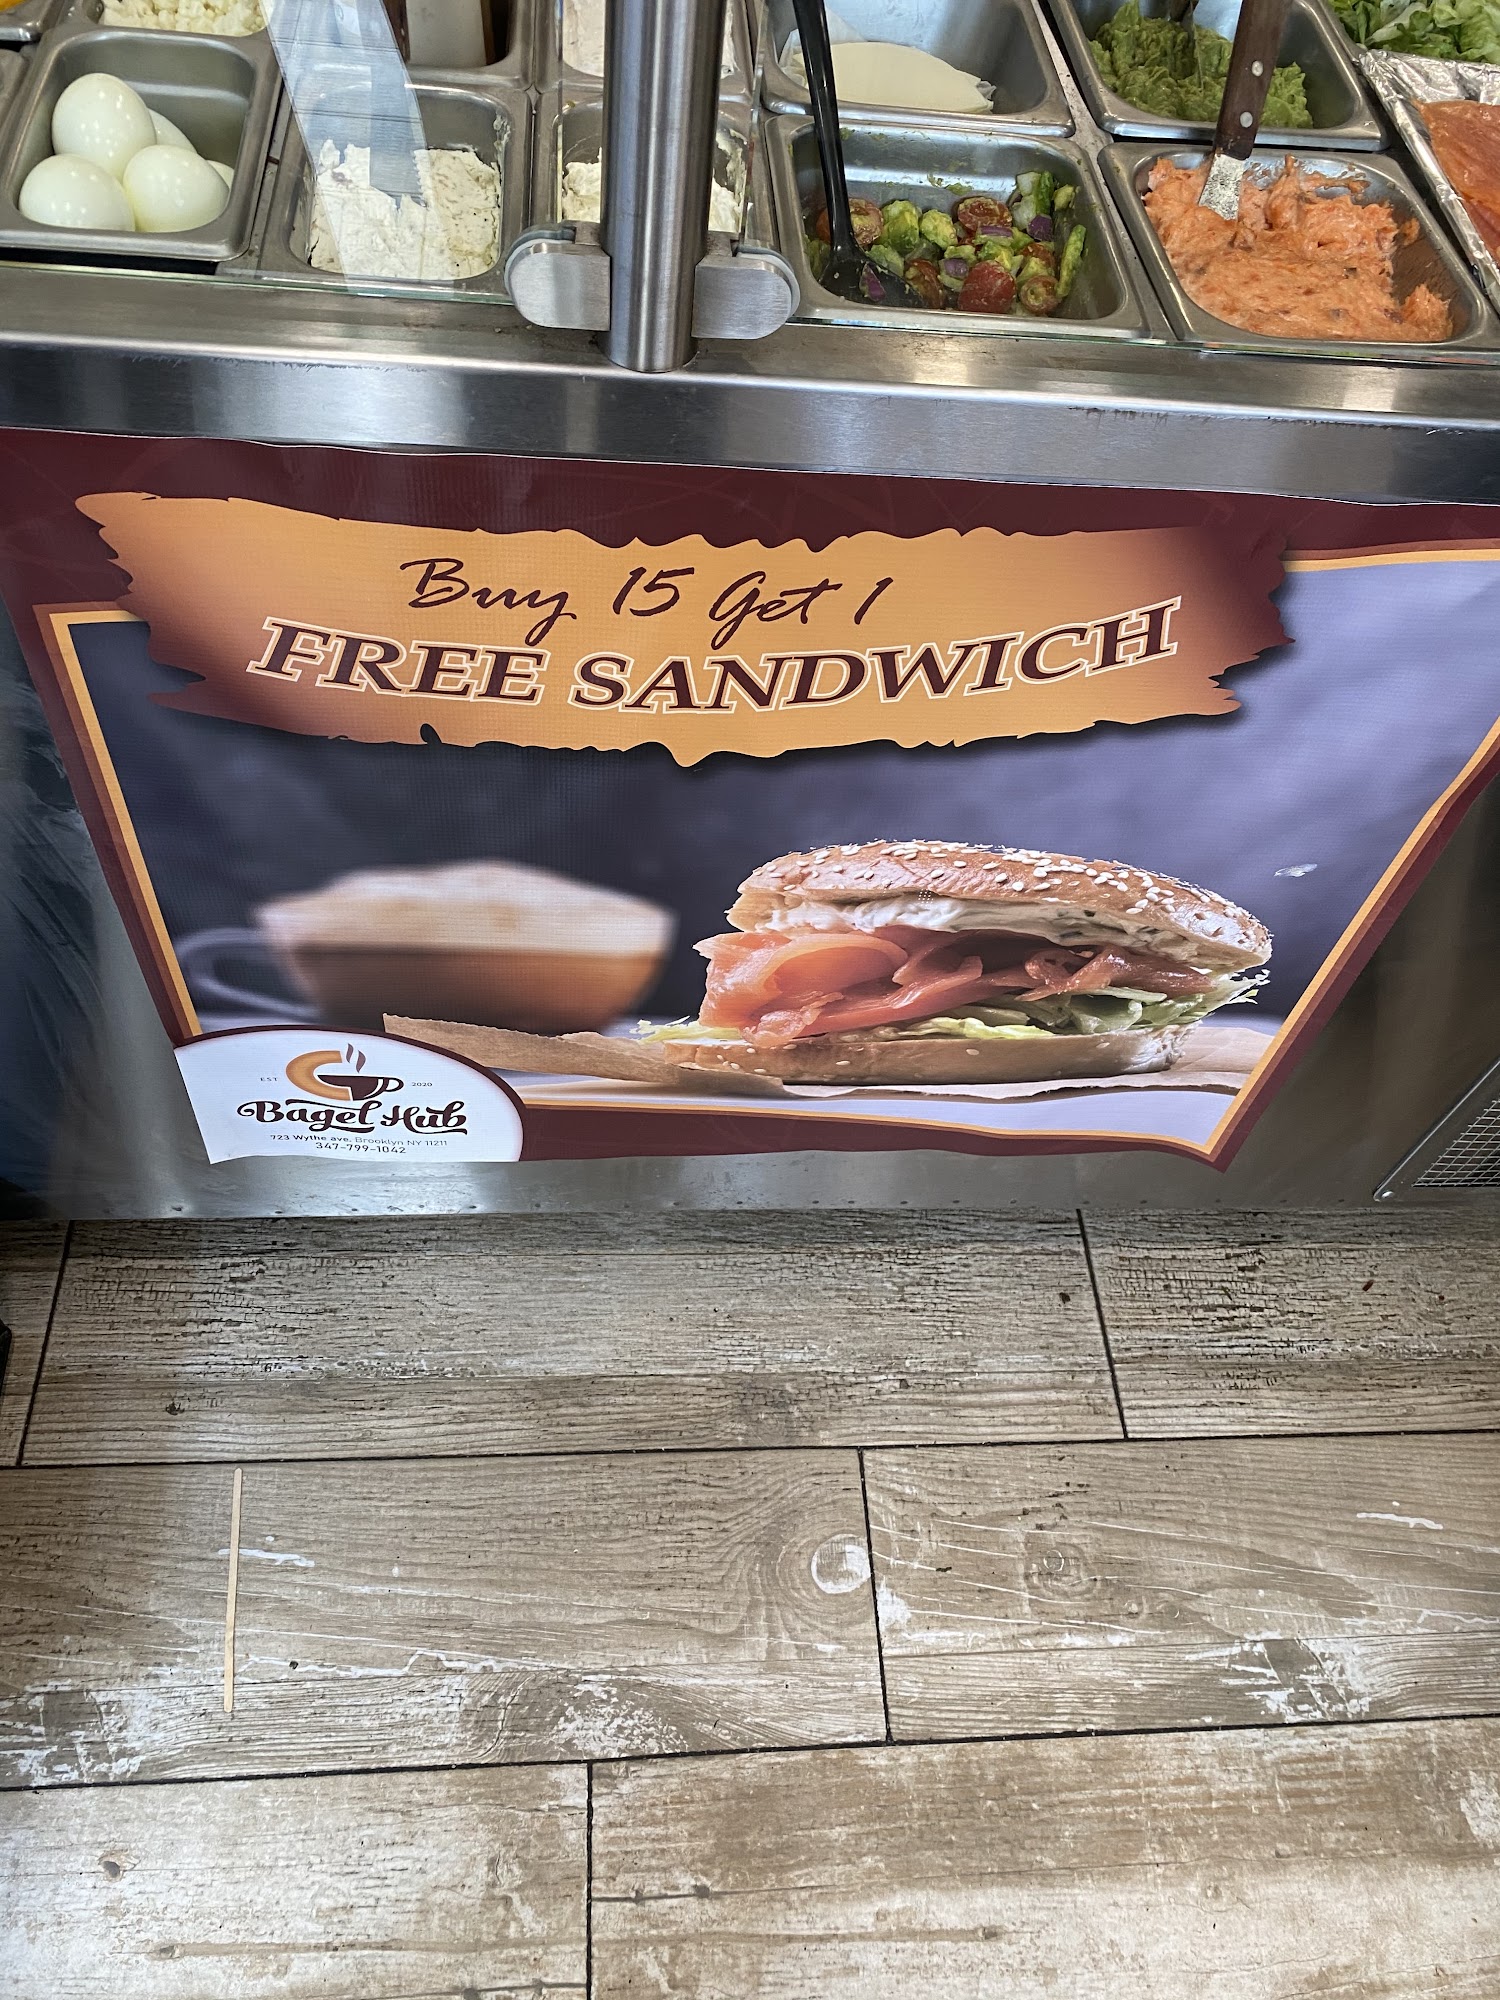 Buy 15 Get 1
FREE SANDWICH
EST 2020
Bagel Hub
723 Wythe ave. Brooklyn NY 11211
347-799-1042